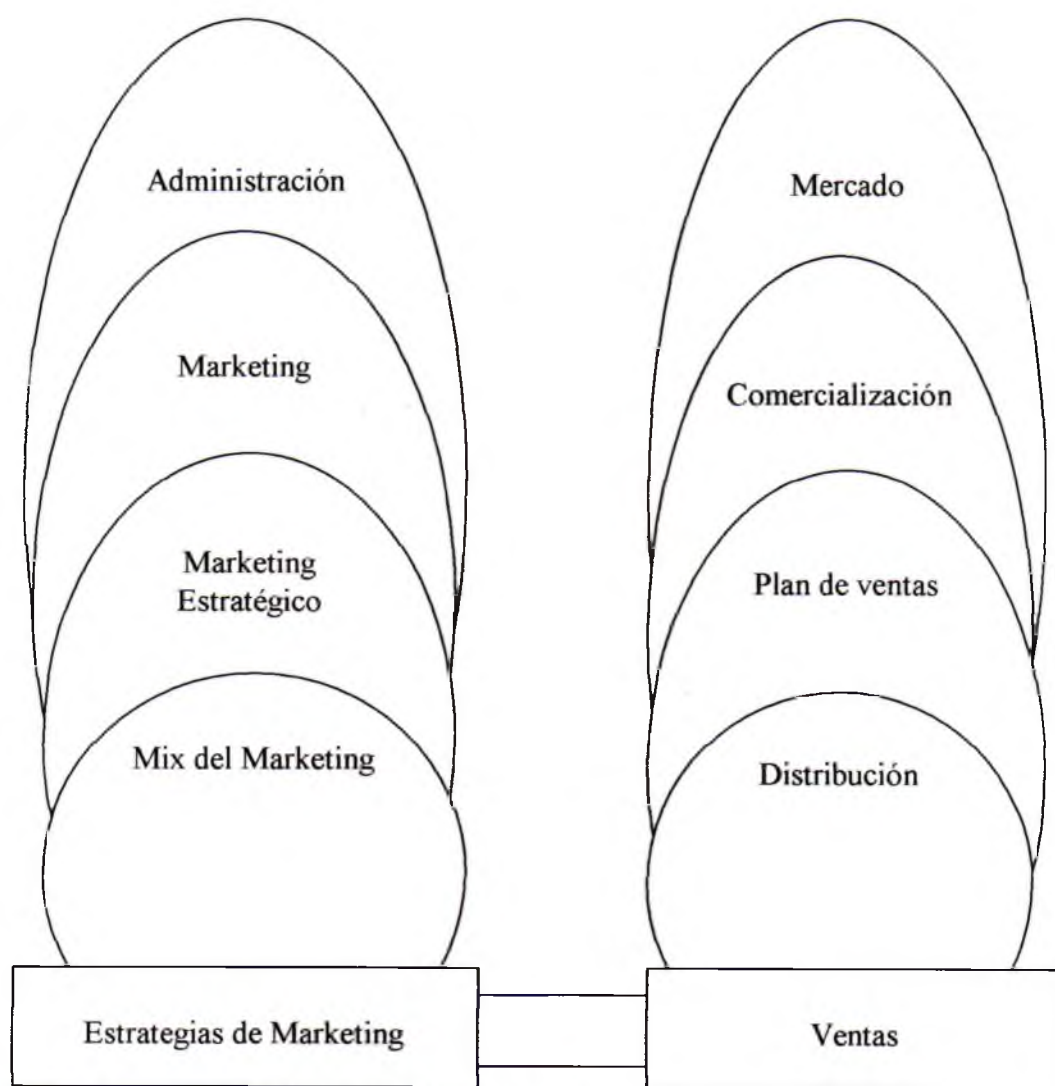 Administración
Marketing
Marketing
Estratégico
Mix del Marketing
Estrategias de Marketing
Mercado
Comercialización
Plan de ventas
Distribución
Ventas